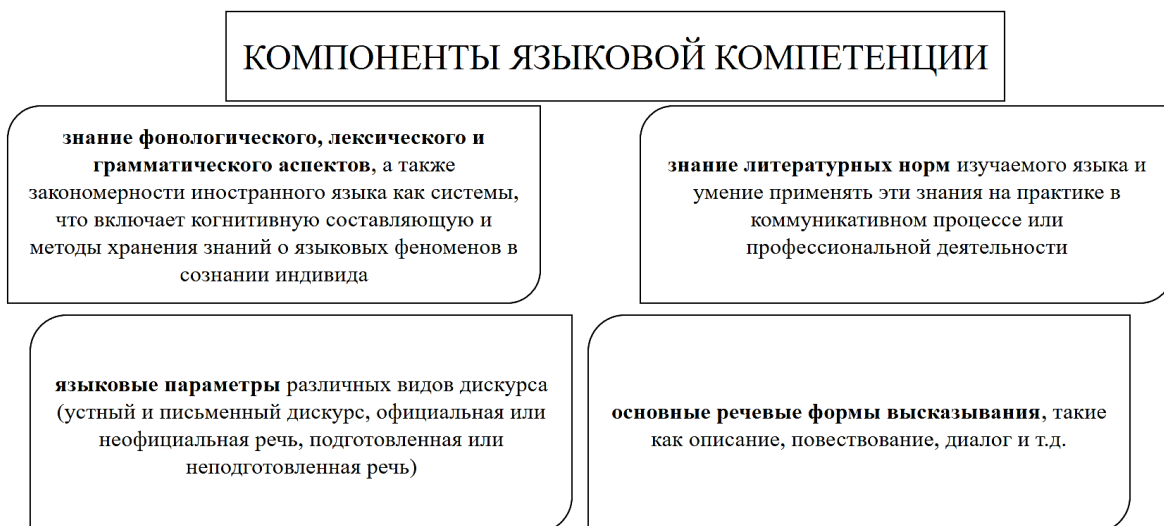 КОМПОНЕНТЫ ЯЗЫКОВОЙ КОМПЕТЕНЦИИ
знание фонологического, лексического и
грамматического аспектов, а также
закономерности иностранного языка как системы,
что включает когнитивную составляющую и
методы хранения знаний о языковых феноменов в
сознании индивида
знание литературных норм изучаемого языка и
умение применять эти знания на практике в
коммуникативном процессе или
профессиональной деятельности
языковые параметры различных видов дискурса
(устный и письменный дискурс, официальная или
неофициальная речь, подготовленная или
неподготовленная речь)
основные речевые формы высказывания, такие
как описание, повествование, диалог и т.д.